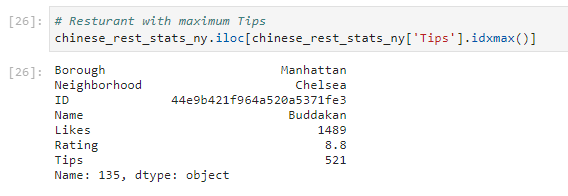 [26]: # Resturant with maximum Tips
chinese_rest_stats_ny.iloc[chinese_rest_stats_ny['Tips'].idxmax()]
[26]: Borough Manhattan
Neighborhood Chelsea
ID 44e9b421f964a520a5371fe3
Name Buddakan
Likes 1489
Rating 8.8
Tips 521
Name: 135, dtype: object